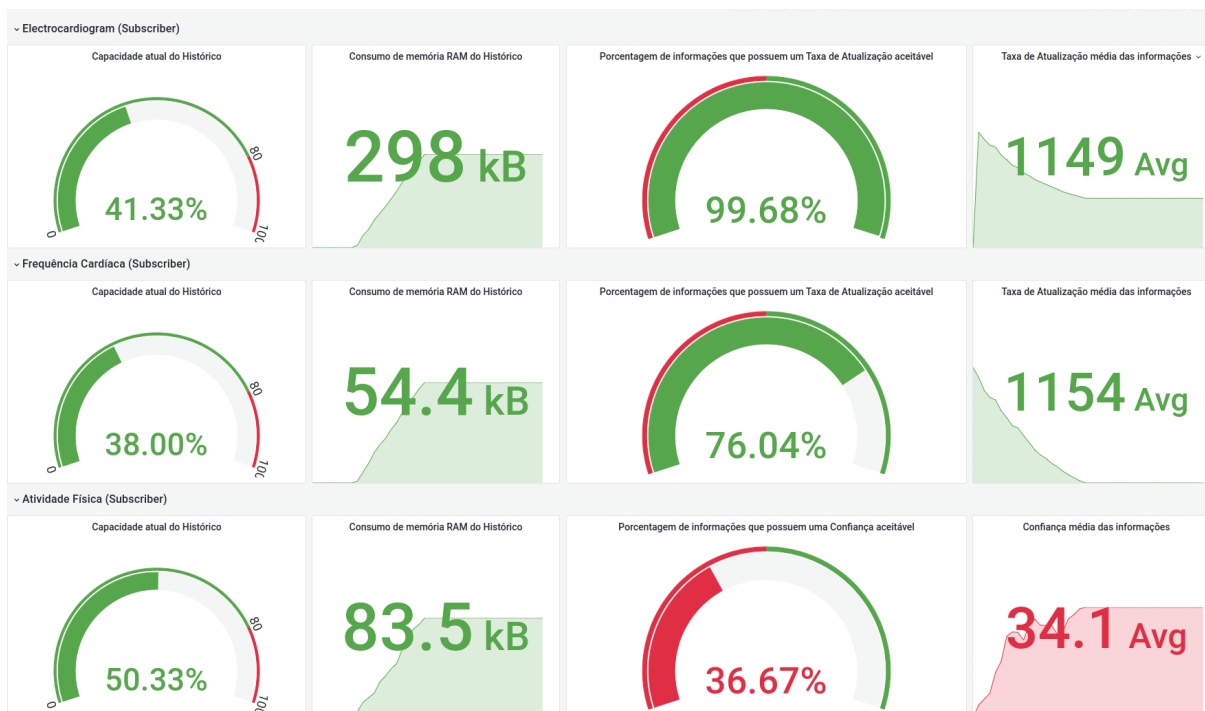 Electrocardiogram (Subscriber)
Capacidade atual do Histórico
Consumo de memória RAM do Histórico
Porcentagem de informações que possuem um Taxa de Atualização aceitável
Taxa de Atualização média das informações
0
80
100
41.33%
298 kB
99.68%
1149 Avg
Frequência Cardíaca (Subscriber)
Capacidade atual do Histórico
Consumo de memória RAM do Histórico
Porcentagem de informações que possuem um Taxa de Atualização aceitável
Taxa de Atualização média das informações
0
80
100
38.00%
54.4 kB
76.04%
1154 Avg
Atividade Física (Subscriber)
Capacidade atual do Histórico
Consumo de memória RAM do Histórico
Porcentagem de informações que possuem uma Confiança aceitável
Confiança média das informações
0
80
100
50.33%
83.5 kB
36.67%
34.1 Avg